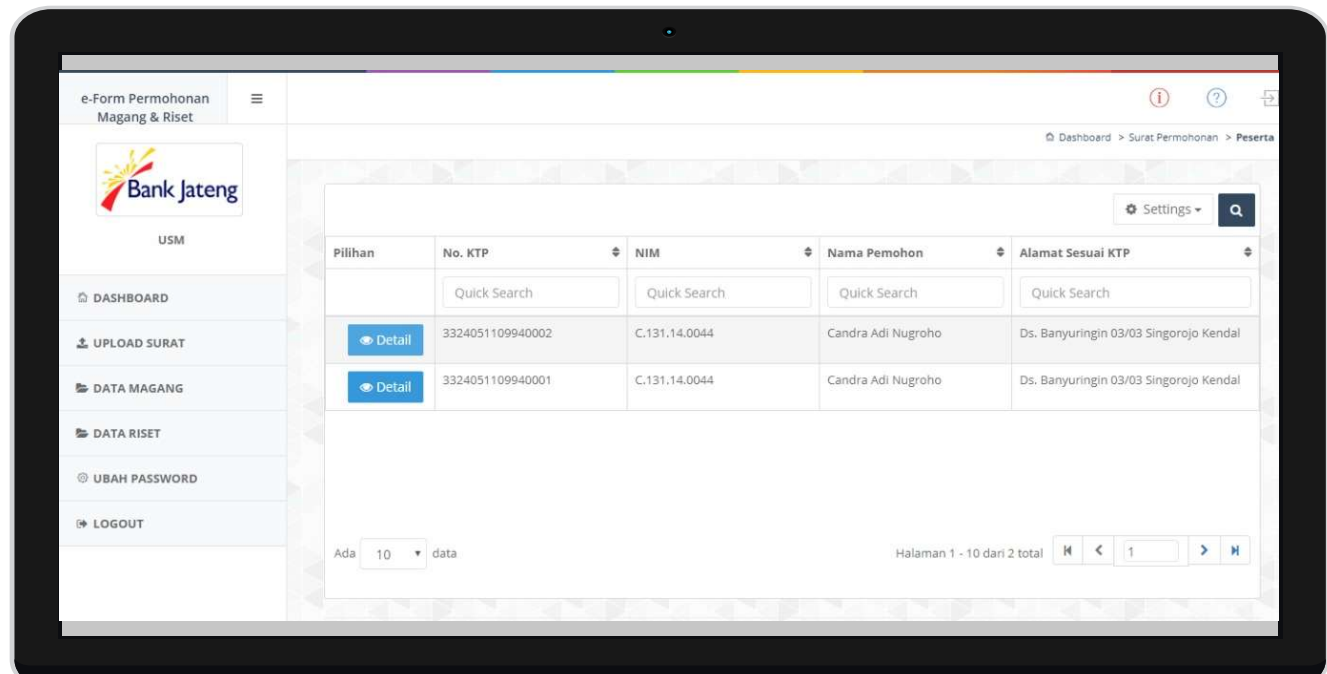 e-Form Permohonan
Magang & Riset
Dashboard > Surat Permohonan > Peserta
Bank Jateng
USM
DASHBOARD
UPLOAD SURAT
DATA MAGANG
DATA RISET
UBAH PASSWORD
LOGOUT
Settings
Pilihan No. KTP NIM Nama Pemohon Alamat Sesuai KTP
Quick Search Quick Search Quick Search Quick Search
Detail 3324051109940002 C.131.14.0044 Candra Adi Nugroho Ds. Banyuringin 03/03 Singorojo Kendal
Detail 3324051109940001 C.131.14.0044 Candra Adi Nugroho Ds. Banyuringin 03/03 Singorojo Kendal
Ada 10 data Halaman 1 - 10 dari 2 total 1